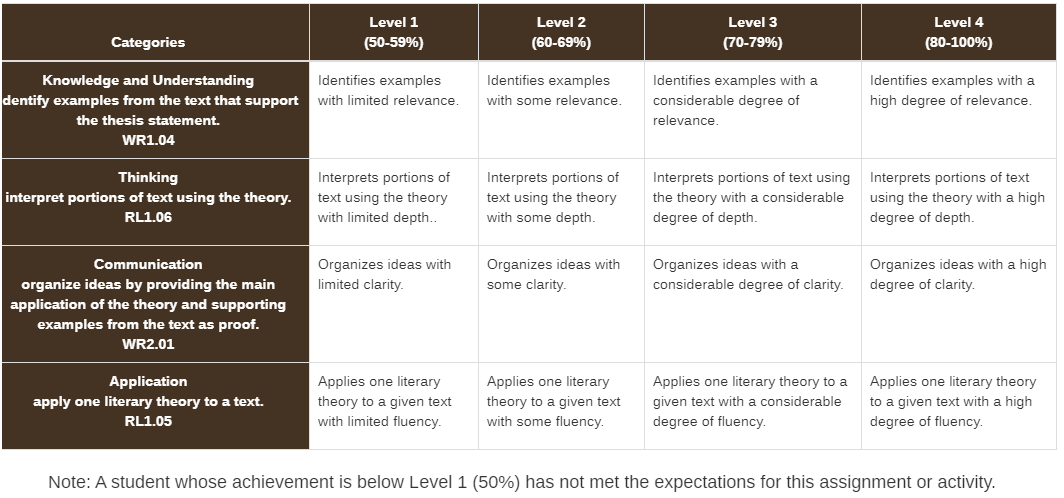 Categories
Level 1
(50-59%)
Level 2
(60-69%)
Level 3
(70-79%)
Level 4
(80-100%)
Knowledge and Understanding
dentify examples from the text that support
the thesis statement.
WR1.04
Identifies examples
with limited relevance.
Identifies examples
with some relevance.
Identifies examples with a
considerable degree of
relevance.
Identifies examples with a
high degree of relevance.
Thinking
interpret portions of text using the theory.
RL1.06
Interprets portions of
text using the theory
with limited depth..
Interprets portions of
text using the theory
with some depth.
Interprets portions of text using
the theory with a considerable
degree of depth.
Interprets portions of text
using the theory with a high
degree of depth.
Communication
organize ideas by providing the main
application of the theory and supporting
examples from the text as proof.
WR2.01
Organizes ideas with
limited clarity.
Organizes ideas with
some clarity.
Organizes ideas with a
considerable degree of clarity.
Organizes ideas with a high
degree of clarity.
Application
apply one literary theory to a text.
RL1.05
Applies one literary
theory to a given text
with limited fluency.
Applies one literary
theory to a given text
with some fluency.
Applies one literary theory to a
given text with a considerable
degree of fluency.
Applies one literary theory
to a given text with a high
degree of fluency.
Note: A student whose achievement is below Level 1 (50%) has not met the expectations for this assignment or activity.